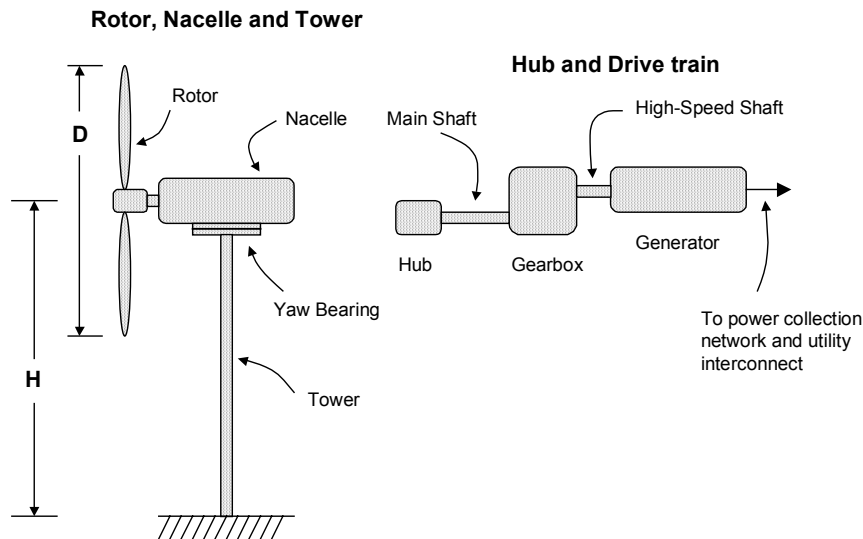 Rotor, Nacelle and Tower
Hub and Drive train
Rotor
D
Nacelle
Main Shaft
High-Speed Shaft
Hub
Gearbox
Generator
Yaw Bearing
To power collection
network and utility
interconnect
H
Tower